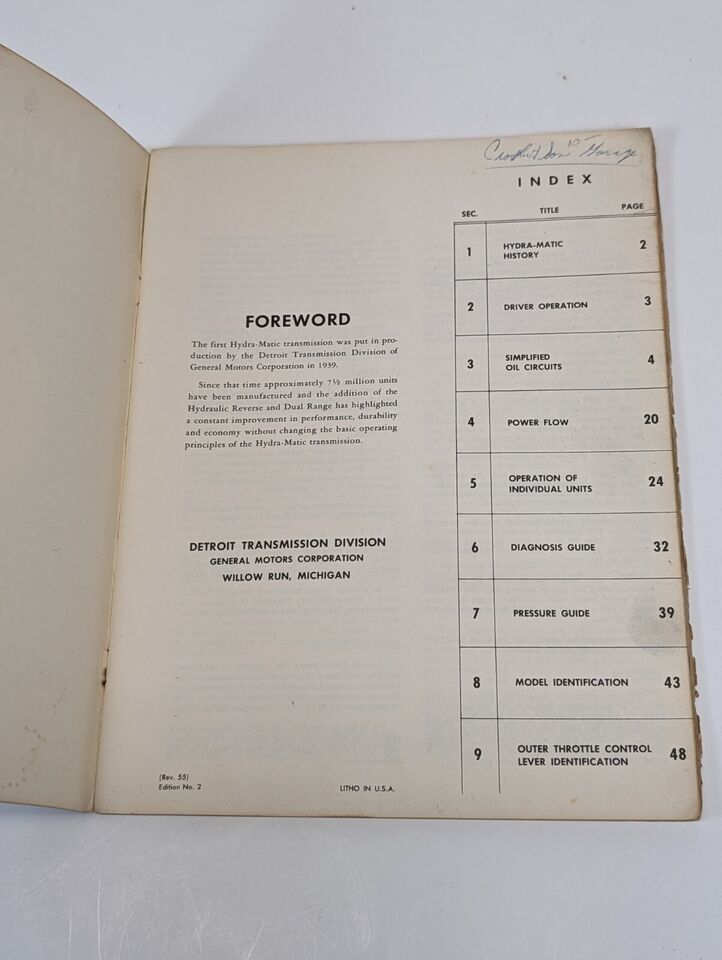 Garage
INDEX
SEC. TITLE PAGE
1 HYDRA-MATIC HISTORY 2
2 DRIVER OPERATION 3
3 SIMPLIFIED OIL CIRCUITS 4
4 POWER FLOW 20
5 OPERATION OF INDIVIDUAL UNITS 24
6 DIAGNOSIS GUIDE 32
7 PRESSURE GUIDE 39
8 MODEL IDENTIFICATION 43
9 OUTER THROTTLE CONTROL LEVER IDENTIFICATION 48
FOREWORD
The first Hydra-Matic transmission was put in pro-
duction by the Detroit Transmission Division of
General Motors Corporation in 1939.
Since that time approximately 7½ million units
have been manufactured and the addition of the
Hydraulic Reverse and Dual Range has highlighted
a constant improvement in performance, durability
and economy without changing the basic operating
principles of the Hydra-Matic transmission.
DETROIT TRANSMISSION DIVISION
GENERAL MOTORS CORPORATION
WILLOW RUN, MICHIGAN
(Rev. 55)
Edition No. 2
LITHO IN U.S.A.